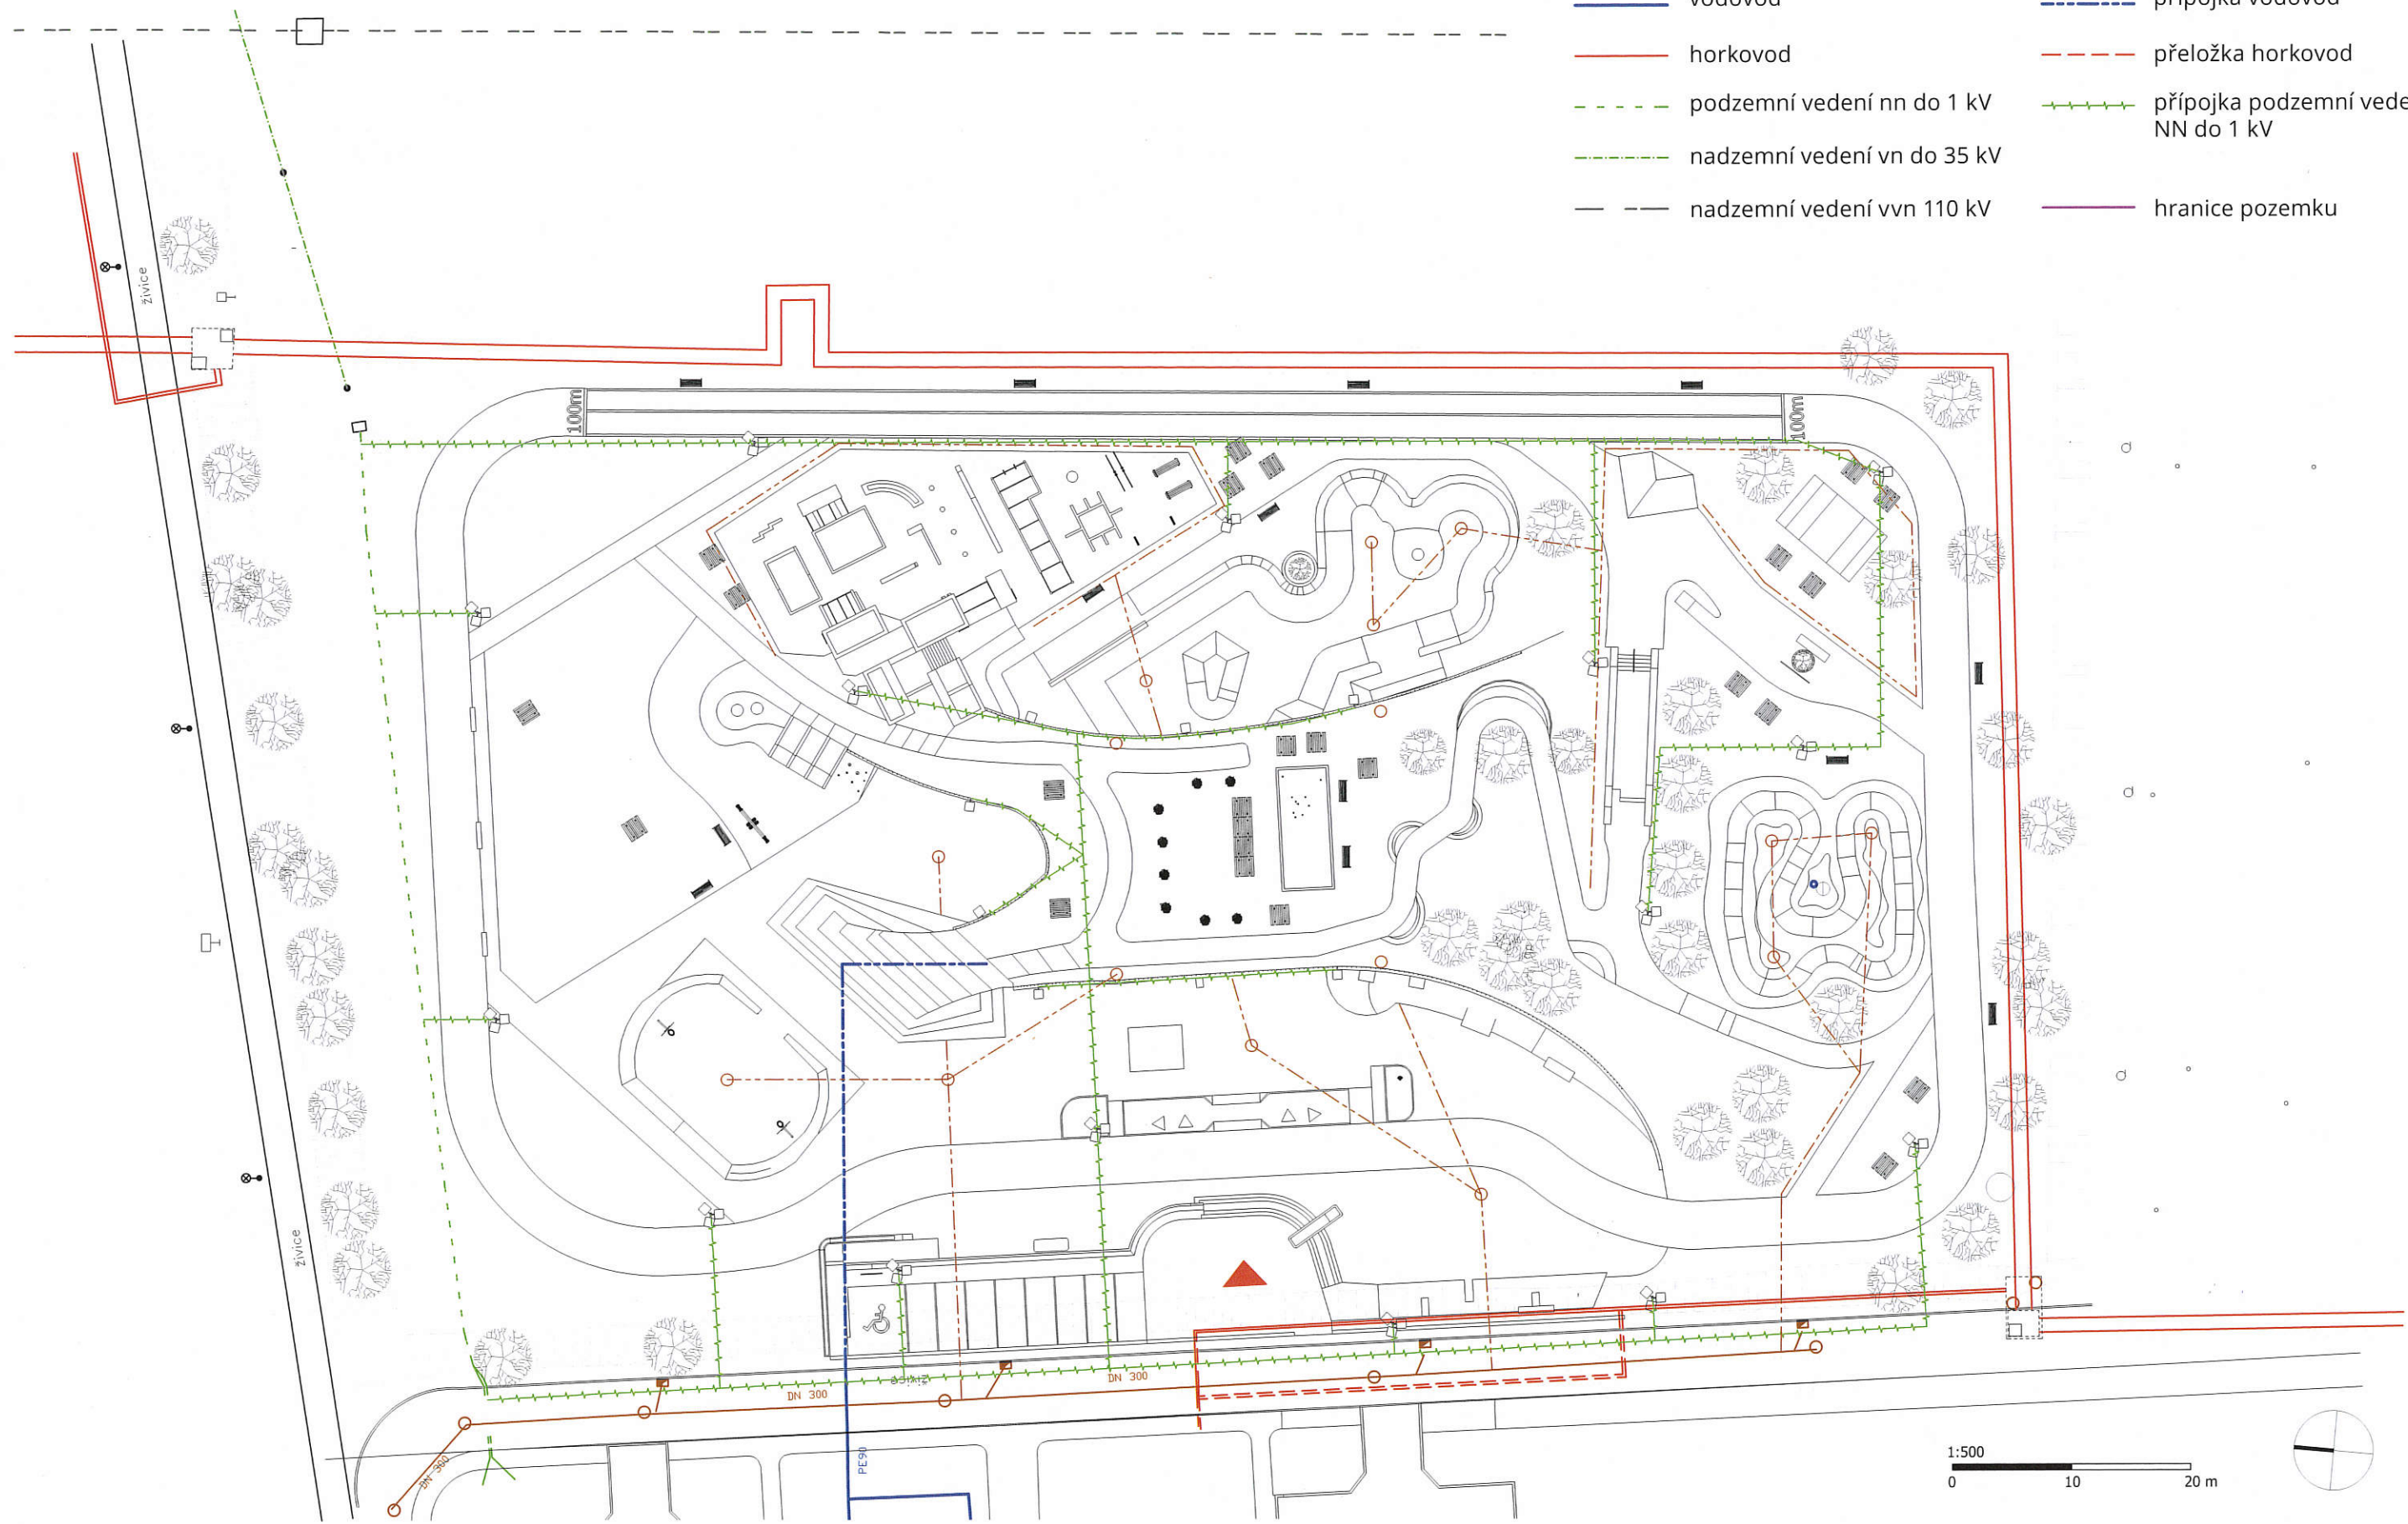 vodovod
přípojka vodovod
horkovod
přeložka horkovod
podzemní vedení nn do 1 kV
přípojka podzemní vede
NN do 1 kV
nadzemní vedení vn do 35 kV
nadzemní vedení vvn 110 kV
hranice pozemku
živice
100m
100m
živice
živice
DN 300
DN 300
DN 300
PE90
1:500
0
10
20 m